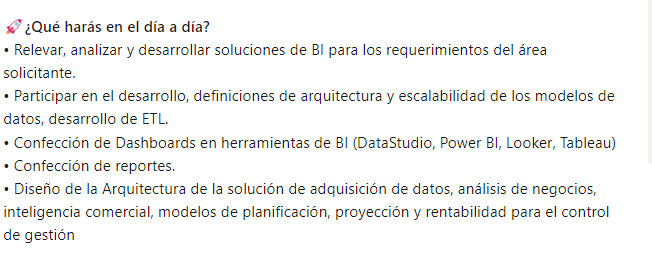 🚀 ¿Qué harás en el día a día?
• Relevar, analizar y desarrollar soluciones de BI para los requerimientos del área
solicitante.
• Participar en el desarrollo, definiciones de arquitectura y escalabilidad de los modelos de
datos, desarrollo de ETL.
• Confección de Dashboards en herramientas de BI (DataStudio, Power BI, Looker, Tableau)
• Confección de reportes.
• Diseño de la Arquitectura de la solución de adquisición de datos, análisis de negocios,
inteligencia comercial, modelos de planificación, proyección y rentabilidad para el control
de gestión